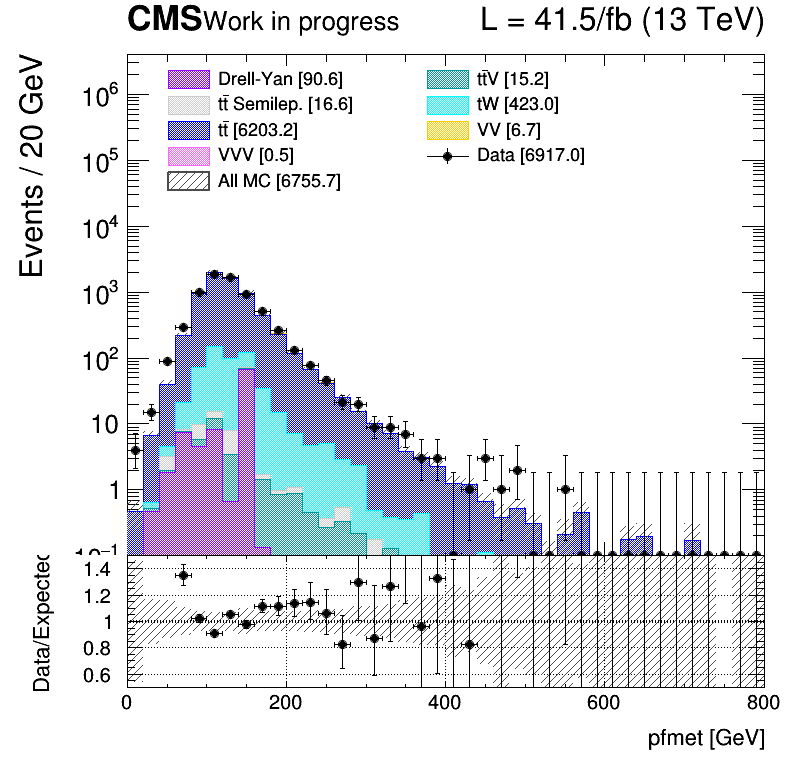 CMS Work in progress L = 41.5/fb (13 TeV)
Events / 20 GeV
Drell-Yan [90.6]
tt̄ Semilep. [16.6]
tt̄ [6203.2]
VVV [0.5]
All MC [6755.7]
tt̄V [15.2]
tW [423.0]
VV [6.7]
Data [6917.0]
10⁶
10⁵
10⁴
10³
10²
10
1
10⁻¹
Data/Expected
1.4
1.2
1
0.8
0.6
0 200 400 600 800
pfmet [GeV]